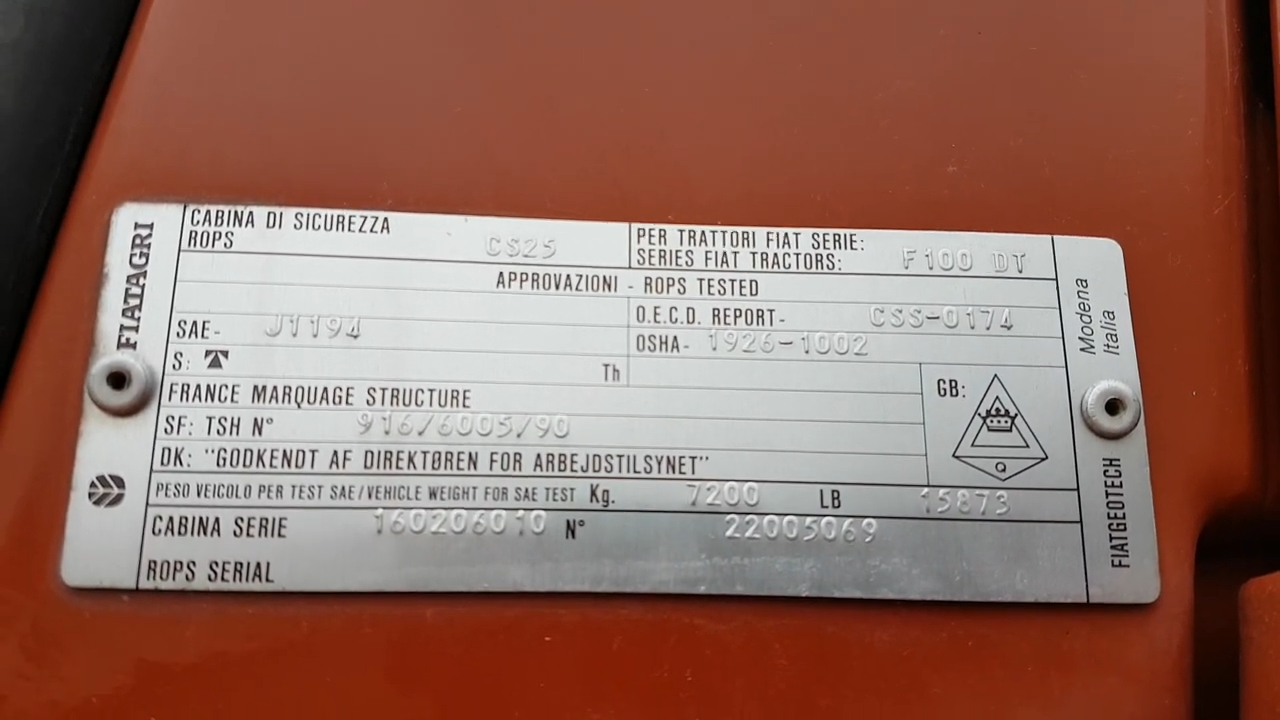 FIATAGRI
CABINA DI SICUREZZA
ROPS CS25
PER TRATTORI FIAT SERIE:
SERIES FIAT TRACTORS: F100 DT
APPROVAZIONI - ROPS TESTED
SAE- J1194
O.E.C.D. REPORT- CSS-0174
OSHA- 1926-1002
S: Th
FRANCE MARQUAGE STRUCTURE
SF: TSH N° 916/6005/90
GB:
Q
DK: "GODKENDT AF DIREKTØREN FOR ARBEJDSTILSYNET"
PESO VEICOLO PER TEST SAE/VEHICLE WEIGHT FOR SAE TEST Kg. 7200 LB 15873
CABINA SERIE 160206010 N° 22005069
ROPS SERIAL
Modena
Italia
FIATGEOTECH